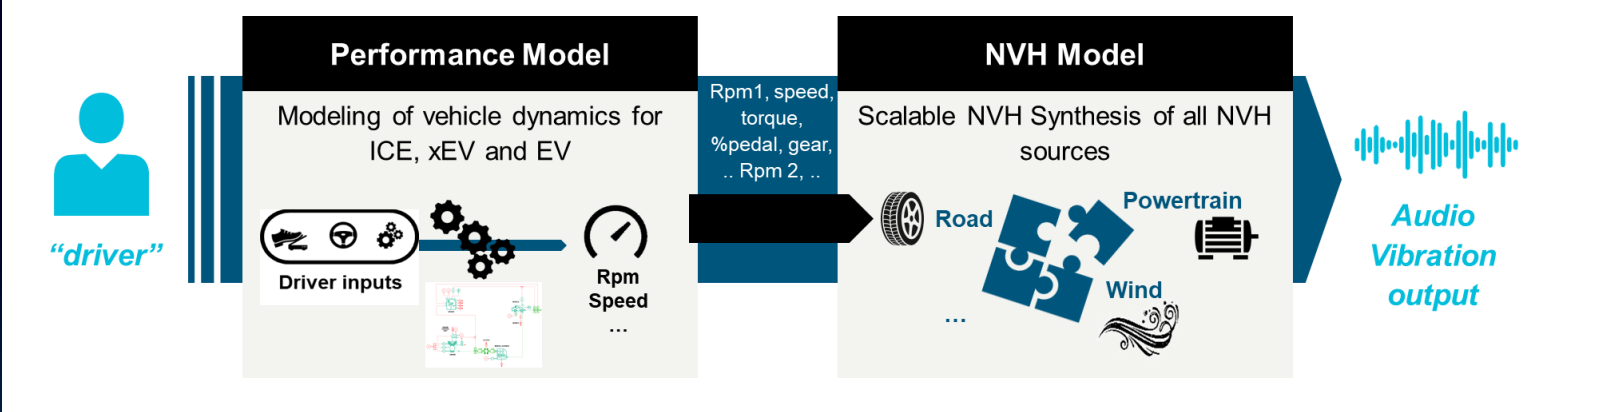 Performance Model
NVH Model
Modeling of vehicle dynamics for
ICE, xEV and EV
Rpm1, speed,
torque,
%pedal, gear,
.. Rpm 2, ..
Scalable NVH Synthesis of all NVH
sources
“driver”
Driver inputs
Rpm
Speed
...
Road
Powertrain
Wind
...
Audio
Vibration
output